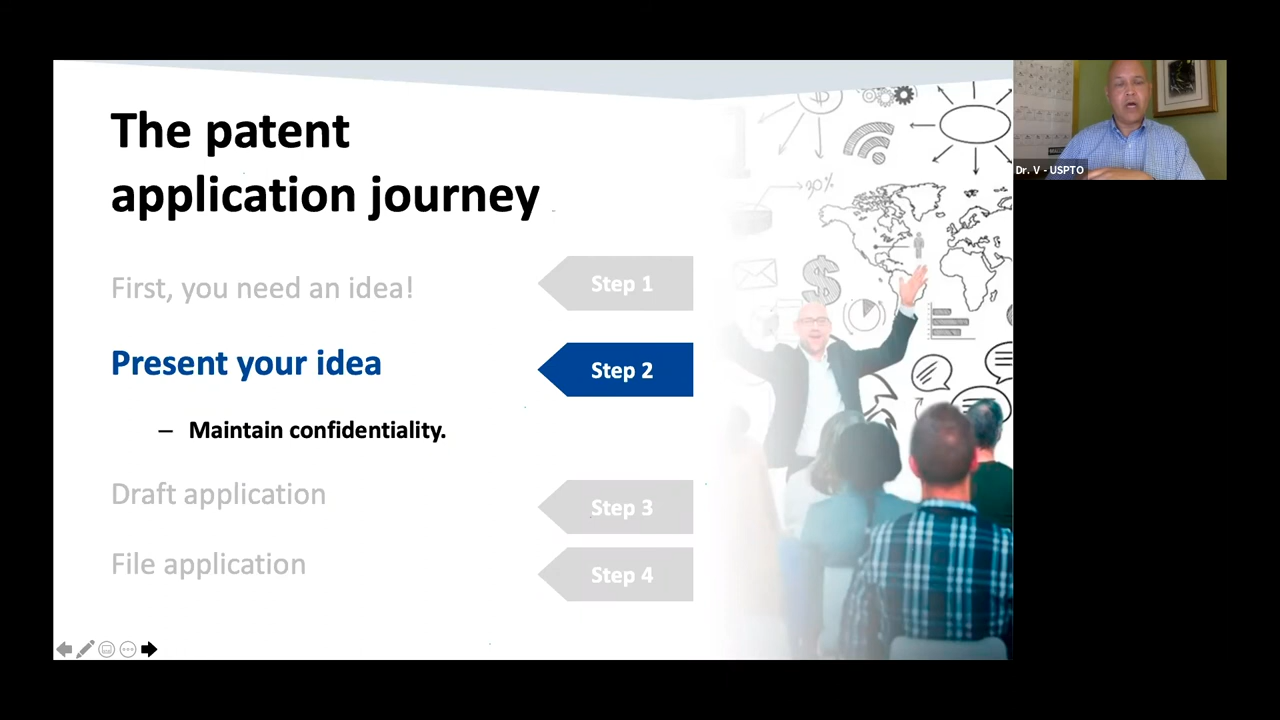 The patent
application journey
First, you need an idea!
Step 1
Present your idea
Step 2
– Maintain confidentiality.
Draft application
Step 3
File application
Step 4
30%
$
$
Dr. V - USPTO